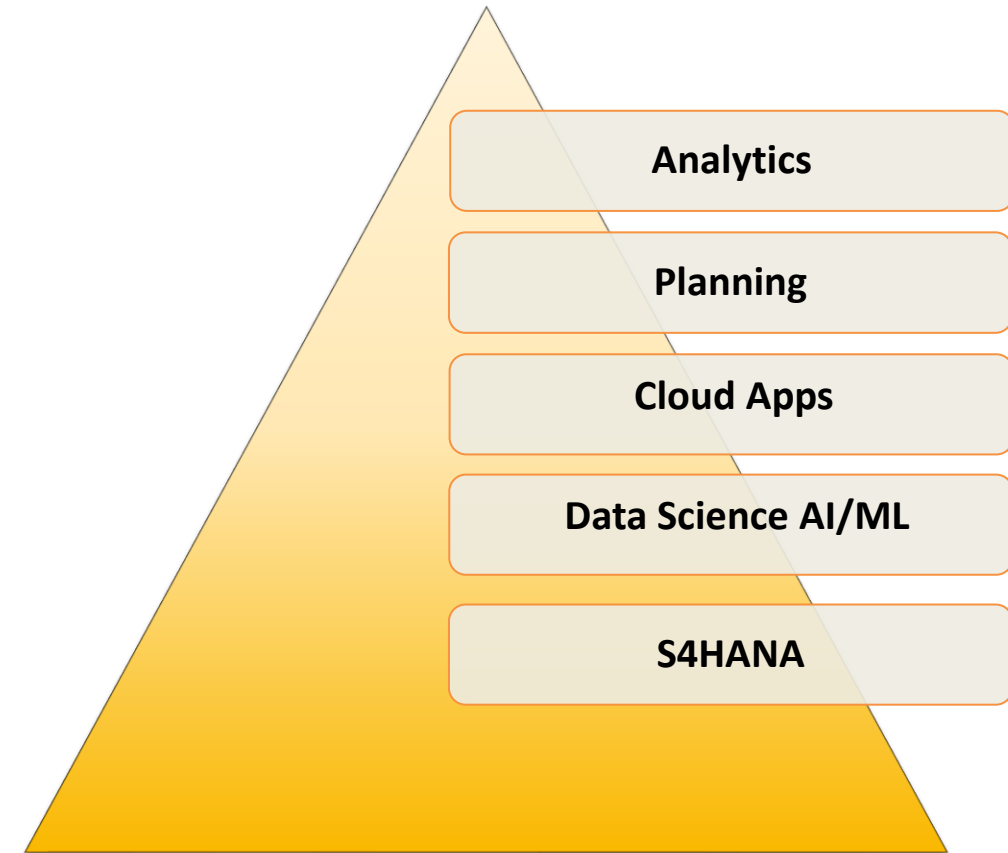 Analytics
Planning
Cloud Apps
Data Science AI/ML
S4HANA